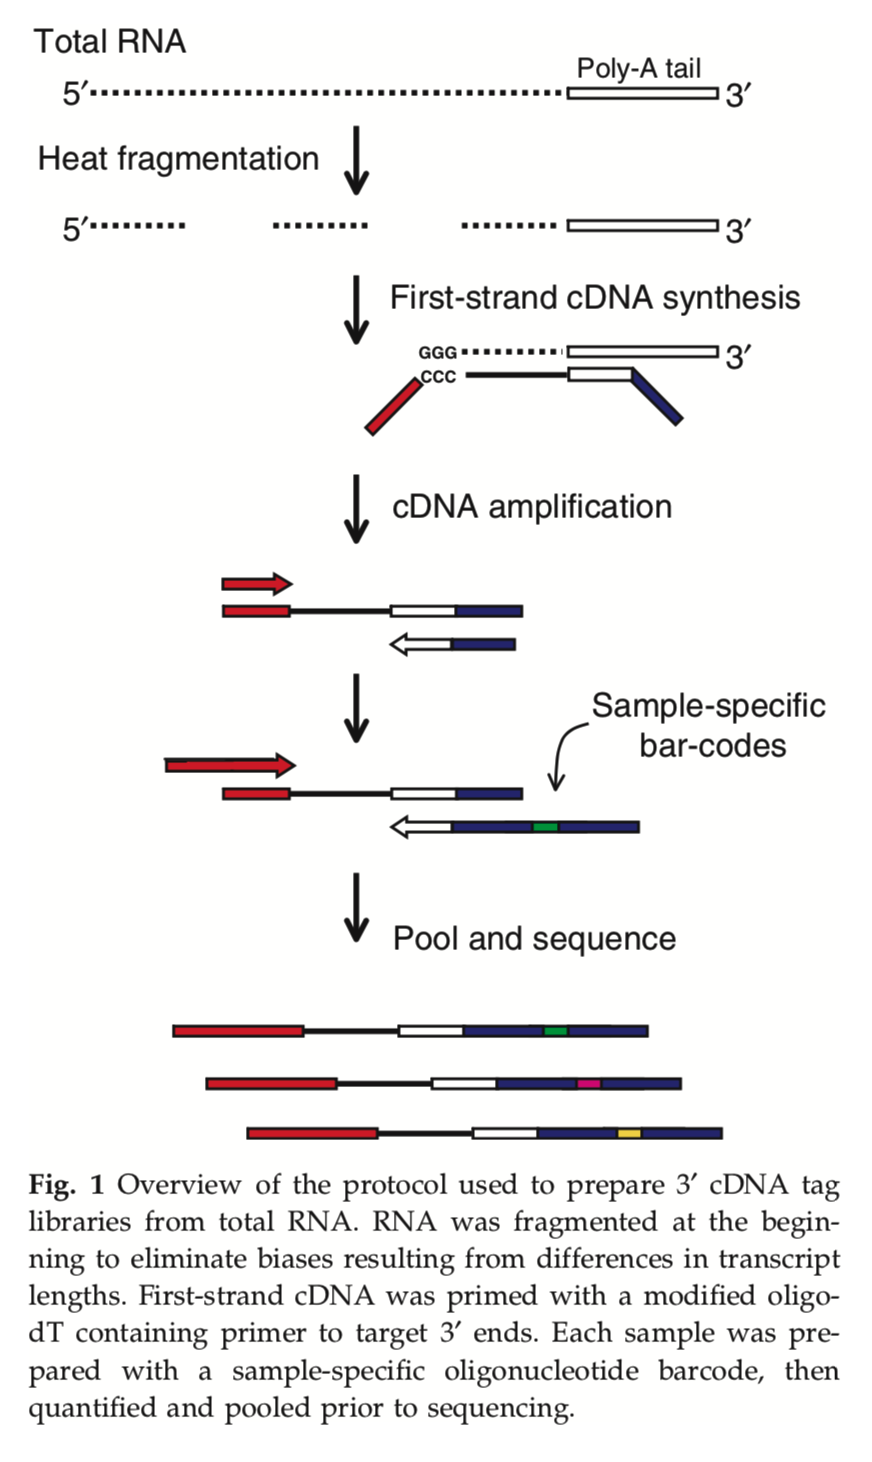 Total RNA
Poly-A tail
5′ 3′
Heat fragmentation
5′ 3′
First-strand cDNA synthesis
GGG 3′
CCC
cDNA amplification
Sample-specific
bar-codes
Pool and sequence
Fig. 1 Overview of the protocol used to prepare 3′ cDNA tag
libraries from total RNA. RNA was fragmented at the begin-
ning to eliminate biases resulting from differences in transcript
lengths. First-strand cDNA was primed with a modified oligo-
dT containing primer to target 3′ ends. Each sample was pre-
pared with a sample-specific oligonucleotide barcode, then
quantified and pooled prior to sequencing.